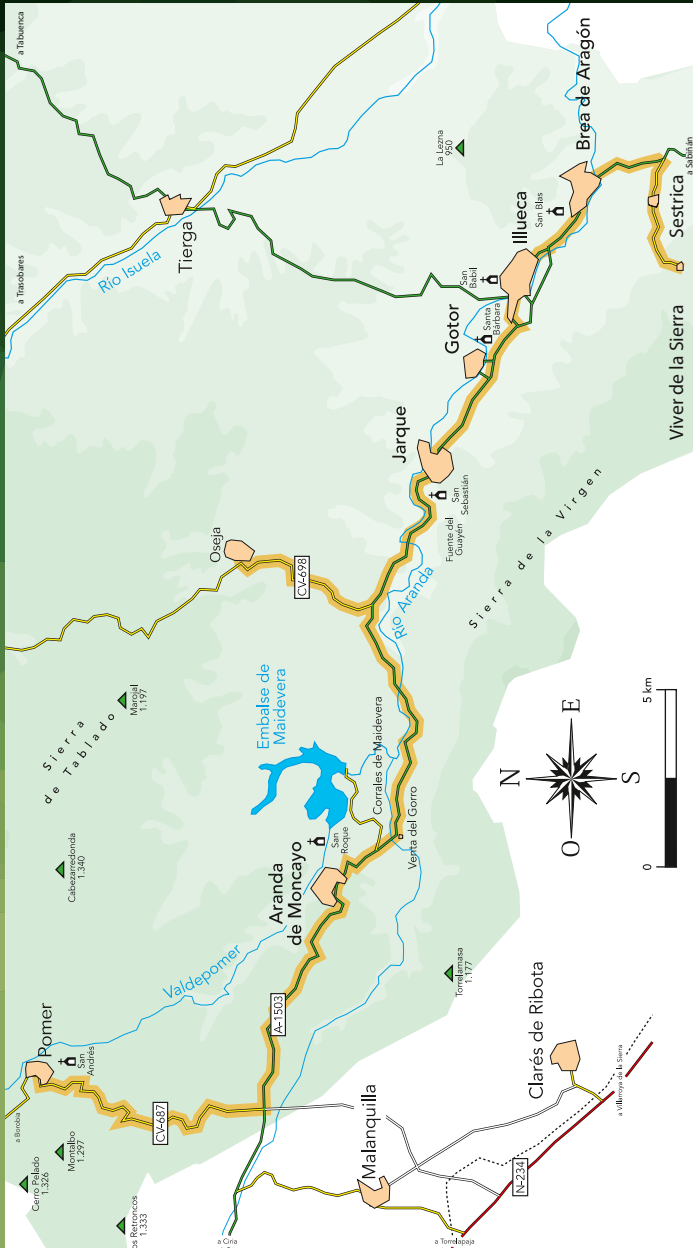 a Tabuenca
a Trasobares
Tierga
Río Isuela
La Lezna
950
Brea de Aragón
San Blas
Illueca
San
Babil
Santa
Bárbara
Gotor
a Sabiñán
Sestrica
Viver de la Sierra
Jarque
San
Sebastián
Fuente del
Guayén
Sierra de la Virgen
Oseja
CV-698
Río Aranda
Marojal
1.197
Sierra
de Tablado
Embalse de
Maidevera
Corrales de Maidevera
Venta del Gorro
San
Roque
Aranda
de Moncayo
Cabezarredonda
1.340
Valdepomer
A-1503
Torrelamasa
1.177
Pomer
San
Andrés
a Borobia
CV-687
Montalbo
1.297
Cerro Pelado
1.326
os Retroncos
1.333
a Ciria
Malanquilla
Clarés de Ribota
N-234
a Villarroya de la Sierra
a Torrelapaja
N
E
S
O
0
5 km